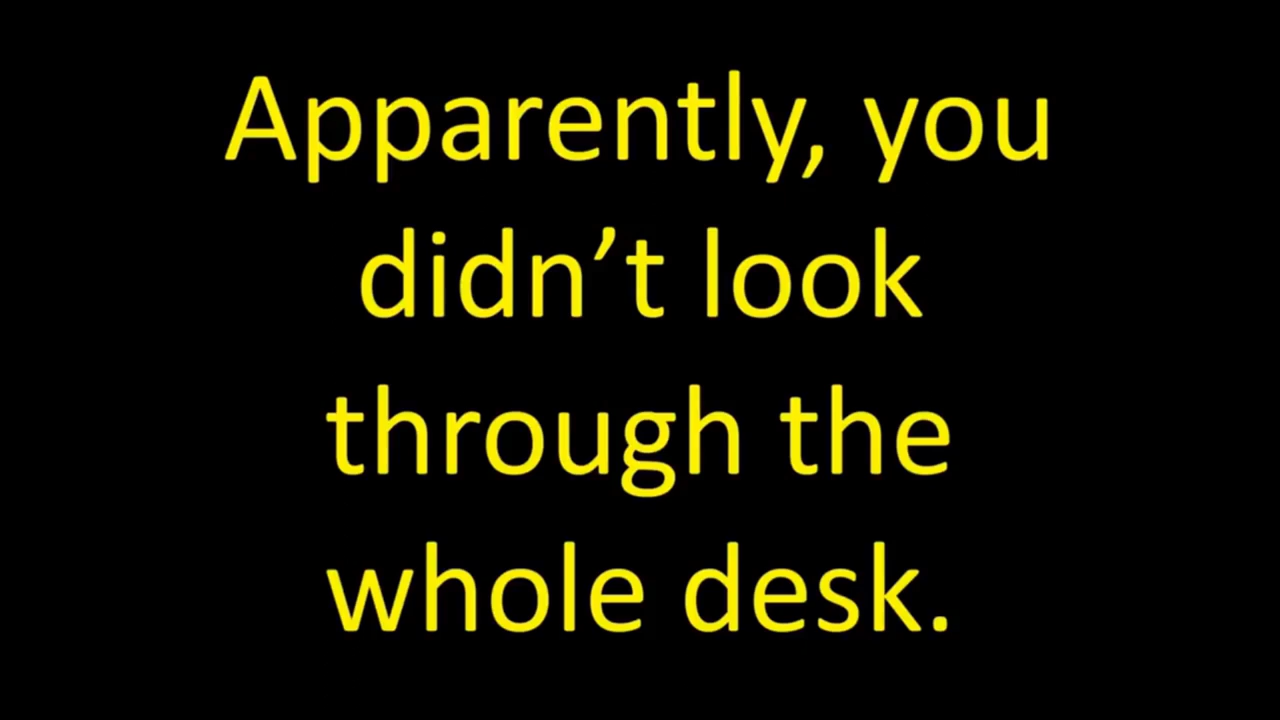 Apparently, you
didn’t look
through the
whole desk.